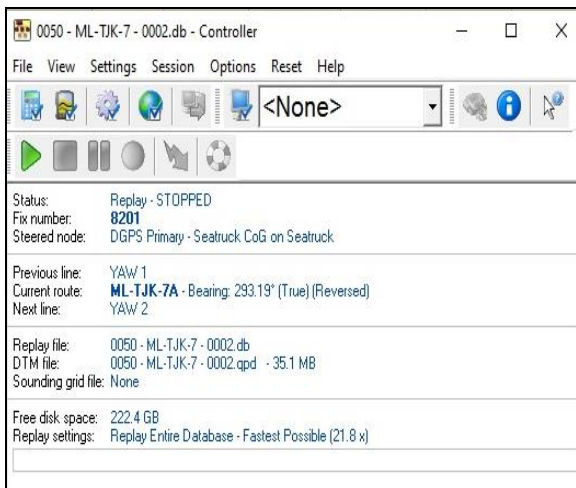 0050 - ML-TJK-7 - 0002.db - Controller
File View Settings Session Options Reset Help
<None>
Status: Replay - STOPPED
Fix number: 8201
Steered node: DGPS Primary - Seatruck CoG on Seatruck
Previous line: YAW 1
Current route: ML-TJK-7A - Bearing: 293.19° (True) (Reversed)
Next line: YAW 2
Replay file: 0050 - ML-TJK-7 - 0002.db
DTM file: 0050 - ML-TJK-7 - 0002.qpd - 35.1 MB
Sounding grid file: None
Free disk space: 222.4 GB
Replay settings: Replay Entire Database - Fastest Possible (21.8 x)